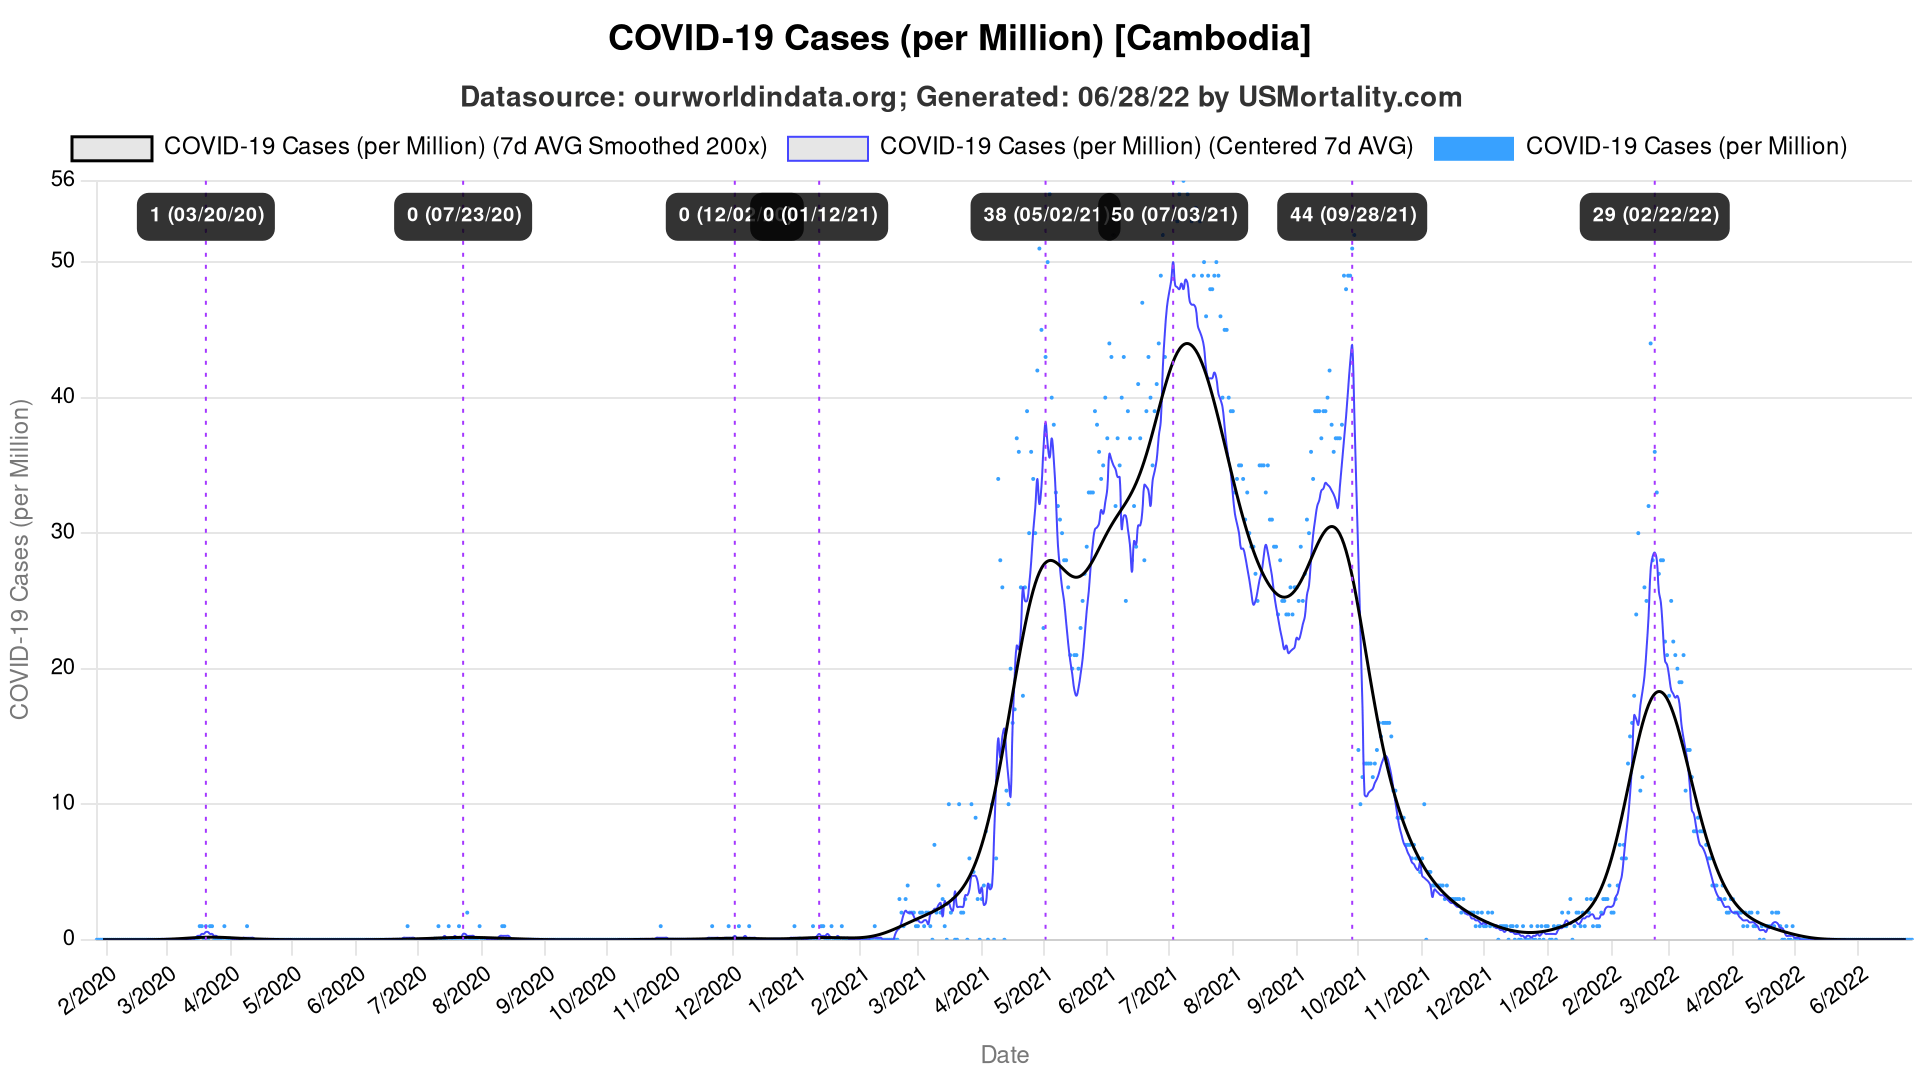 COVID-19 Cases (per Million) [Cambodia]
Datasource: ourworldindata.org; Generated: 06/28/22 by USMortality.com
COVID-19 Cases (per Million) (7d AVG Smoothed 200x) COVID-19 Cases (per Million) (Centered 7d AVG) COVID-19 Cases (per Million)
56
1 (03/20/20) 0 (07/23/20) 0 (12/02/ 0 (01/12/21) 38 (05/02/21) 50 (07/03/21) 44 (09/28/21) 29 (02/22/22)
50
40
30
20
10
0
COVID-19 Cases (per Million)
2/2020 3/2020 4/2020 5/2020 6/2020 7/2020 8/2020 9/2020 10/2020 11/2020 12/2020 1/2021 2/2021 3/2021 4/2021 5/2021 6/2021 7/2021 8/2021 9/2021 10/2021 11/2021 12/2021 1/2022 2/2022 3/2022 4/2022 5/2022 6/2022
Date